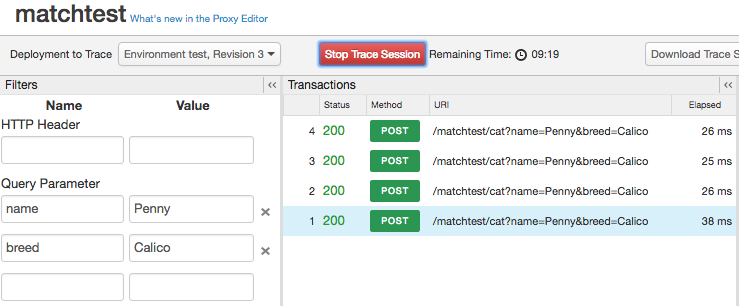 matchtest What's new in the Proxy Editor
Deployment to Trace Environment test, Revision 3 Stop Trace Session Remaining Time: 09:19 Download Trace S
Filters
Name Value
HTTP Header
Query Parameter
name Penny ×
breed Calico ×
Transactions
Status Method URI Elapsed
4 200 POST /matchtest/cat?name=Penny&breed=Calico 26 ms
3 200 POST /matchtest/cat?name=Penny&breed=Calico 25 ms
2 200 POST /matchtest/cat?name=Penny&breed=Calico 26 ms
1 200 POST /matchtest/cat?name=Penny&breed=Calico 38 ms